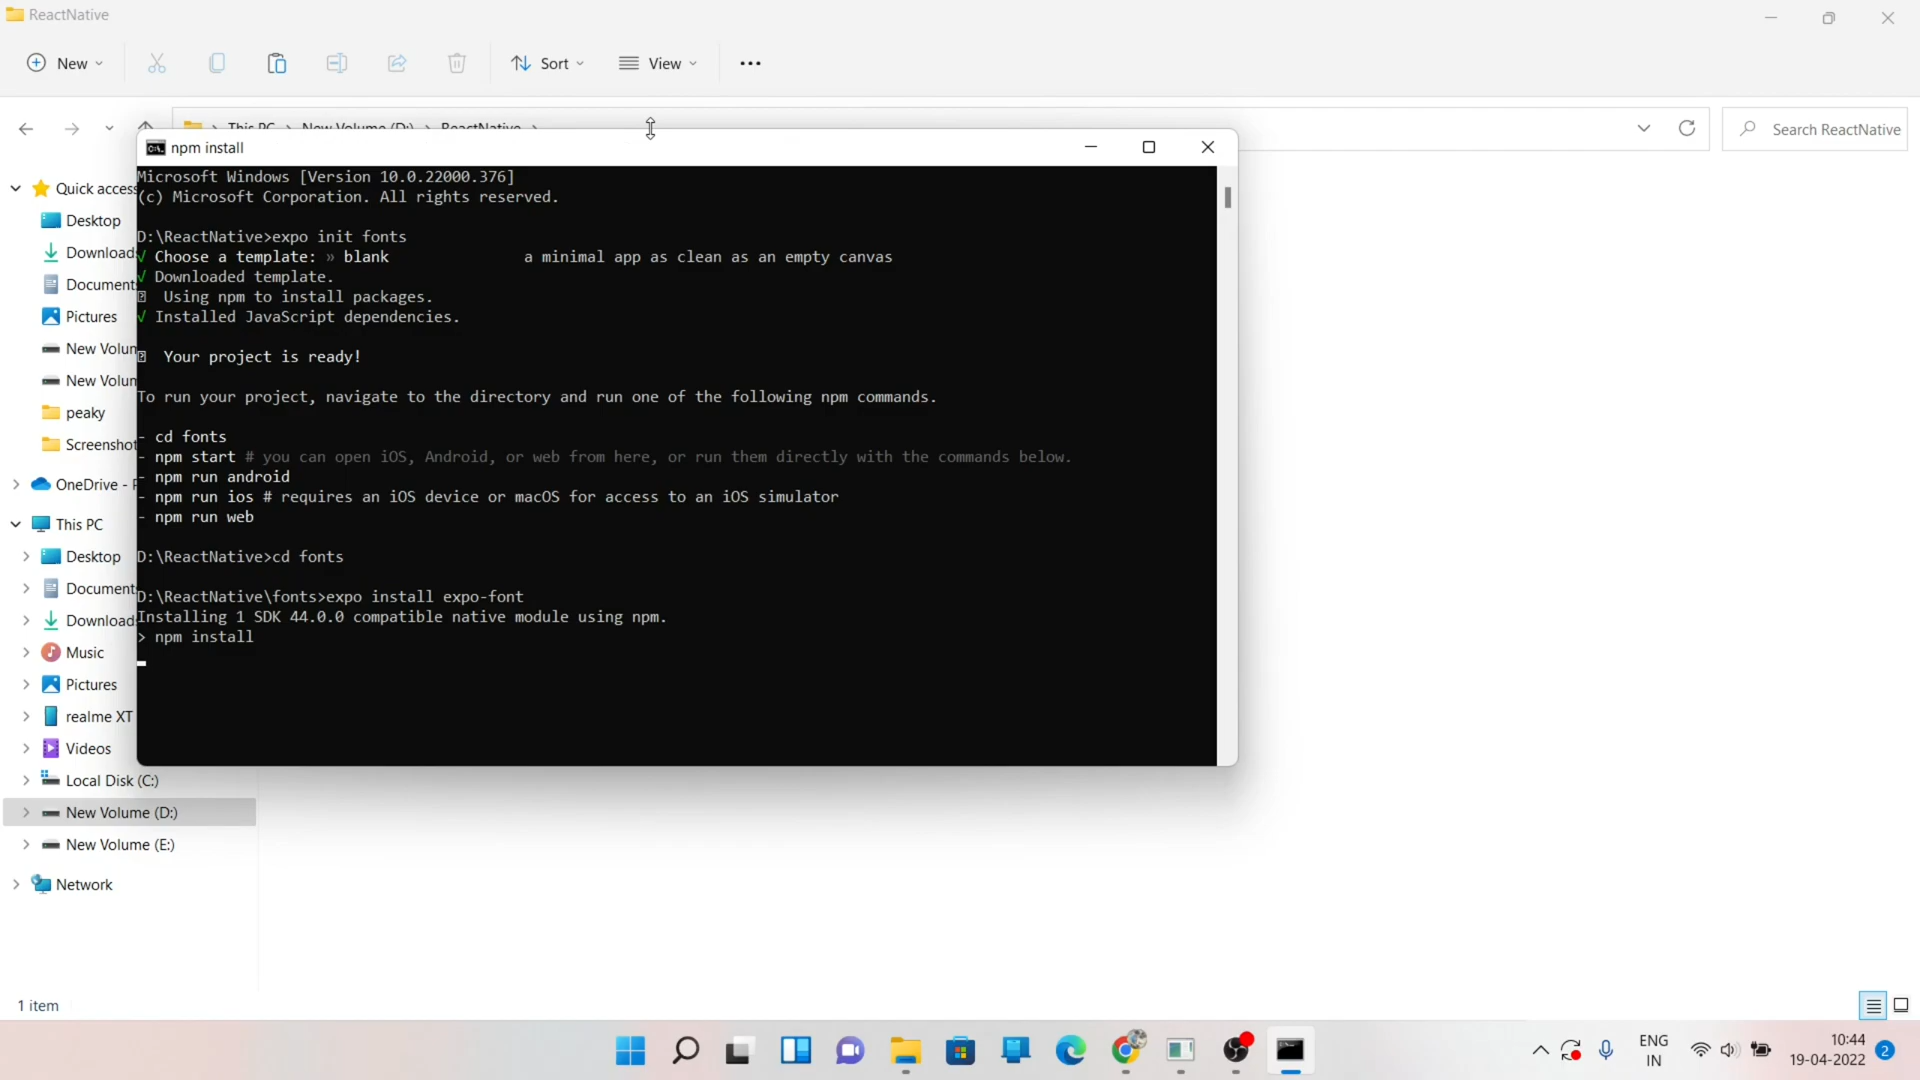 ReactNative
New
Sort
View
This PC > New Volume (D:) > ReactNative >
Search ReactNative
Quick access
Desktop
Downloads
Document
Pictures
New Volum
New Volum
peaky
Screenshot
OneDrive - P
This PC
Desktop
Document
Downloads
Music
Pictures
realme XT
Videos
Local Disk (C:)
New Volume (D:)
New Volume (E:)
Network
1 item
npm install
Microsoft Windows [Version 10.0.22000.376]
(c) Microsoft Corporation. All rights reserved.
D:\ReactNative>expo init fonts
√ Choose a template: » blank a minimal app as clean as an empty canvas
√ Downloaded template.
Using npm to install packages.
√ Installed JavaScript dependencies.
Your project is ready!
To run your project, navigate to the directory and run one of the following npm commands.
- cd fonts
- npm start # you can open iOS, Android, or web from here, or run them directly with the commands below.
- npm run android
- npm run ios # requires an iOS device or macOS for access to an iOS simulator
- npm run web
D:\ReactNative>cd fonts
D:\ReactNative\fonts>expo install expo-font
Installing 1 SDK 44.0.0 compatible native module using npm.
> npm install
ENG
IN
10:44
19-04-2022
2